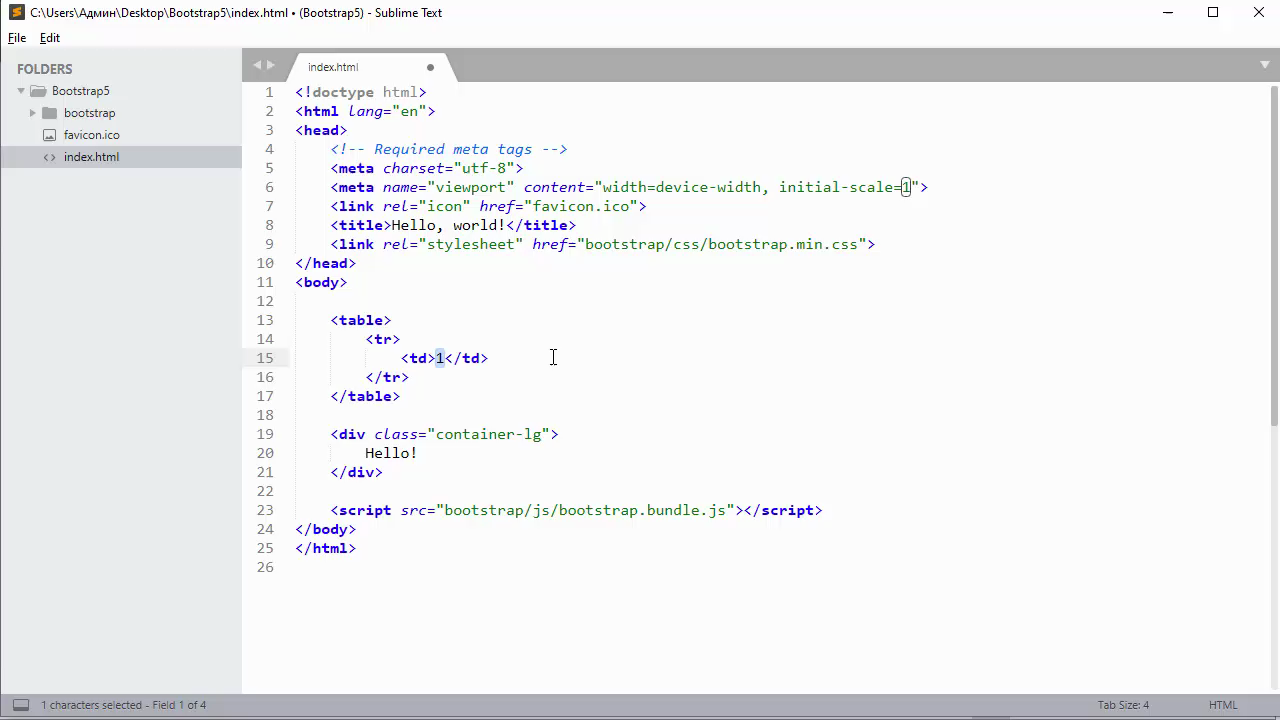 C:\Users\Админ\Desktop\Bootstrap5\index.html • (Bootstrap5) - Sublime Text
File Edit
FOLDERS
Bootstrap5
bootstrap
favicon.ico
index.html
index.html
1 <!doctype html>
2 <html lang="en">
3 <head>
4 <!-- Required meta tags -->
5 <meta charset="utf-8">
6 <meta name="viewport" content="width=device-width, initial-scale=1">
7 <link rel="icon" href="favicon.ico">
8 <title>Hello, world!</title>
9 <link rel="stylesheet" href="bootstrap/css/bootstrap.min.css">
10 </head>
11 <body>
12
13 <table>
14 <tr>
15 <td>1</td>
16 </tr>
17 </table>
18
19 <div class="container-lg">
20 Hello!
21 </div>
22
23 <script src="bootstrap/js/bootstrap.bundle.js"></script>
24 </body>
25 </html>
26
1 characters selected - Field 1 of 4
Tab Size: 4
HTML